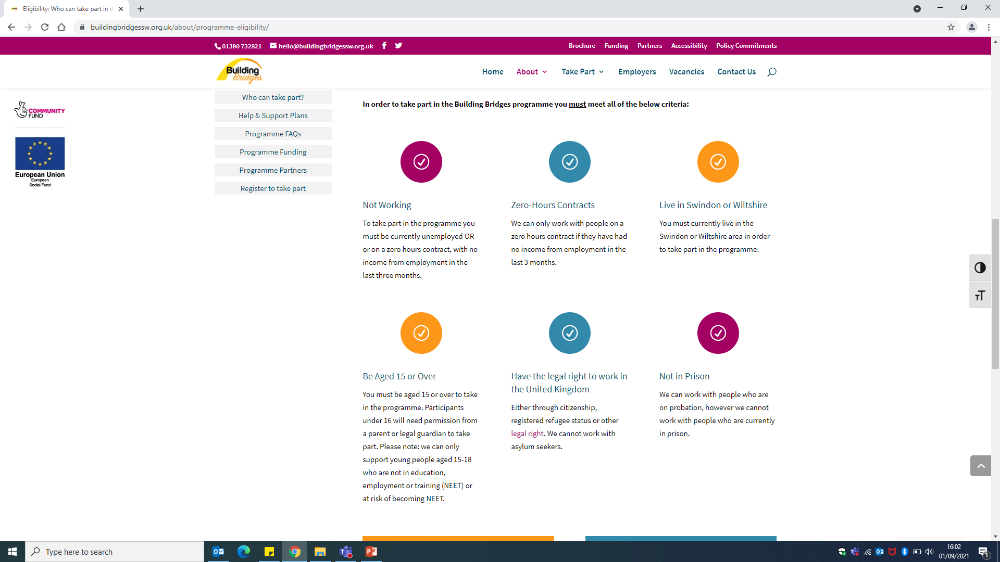 Eligibility: Who can take part in t
buildingbridgessw.org.uk/about/programme-eligibility/
01380 732821 hello@buildingbridgessw.org.uk
Brochure Funding Partners Accessibility Policy Commitments
Building
Bridges
Home About Take Part Employers Vacancies Contact Us
COMMUNITY
FUND
European Union
European
Social Fund
Who can take part?
Help & Support Plans
Programme FAQs
Programme Funding
Programme Partners
Register to take part
In order to take part in the Building Bridges programme you must meet all of the below criteria:
Not Working
To take part in the programme you
must be currently unemployed OR
or on a zero hours contract, with no
income from employment in the
last three months.
Zero-Hours Contracts
We can only work with people on a
zero hours contract if they have had
no income from employment in the
last 3 months.
Live in Swindon or Wiltshire
You must currently live in the
Swindon or Wiltshire area in order
to take part in the programme.
Be Aged 15 or Over
You must be aged 15 or over to take
in the programme. Participants
under 16 will need permission from
a parent or legal guardian to take
part. Please note: we can only
support young people aged 15-18
who are not in education,
employment or training (NEET) or
at risk of becoming NEET.
Have the legal right to work in
the United Kingdom
Either through citizenship,
registered refugee status or other
legal right. We cannot work with
asylum seekers.
Not in Prison
We can work with people who are
on probation, however we cannot
work with people who are currently
in prison.
TT
Type here to search
16:02
01/09/2021
1